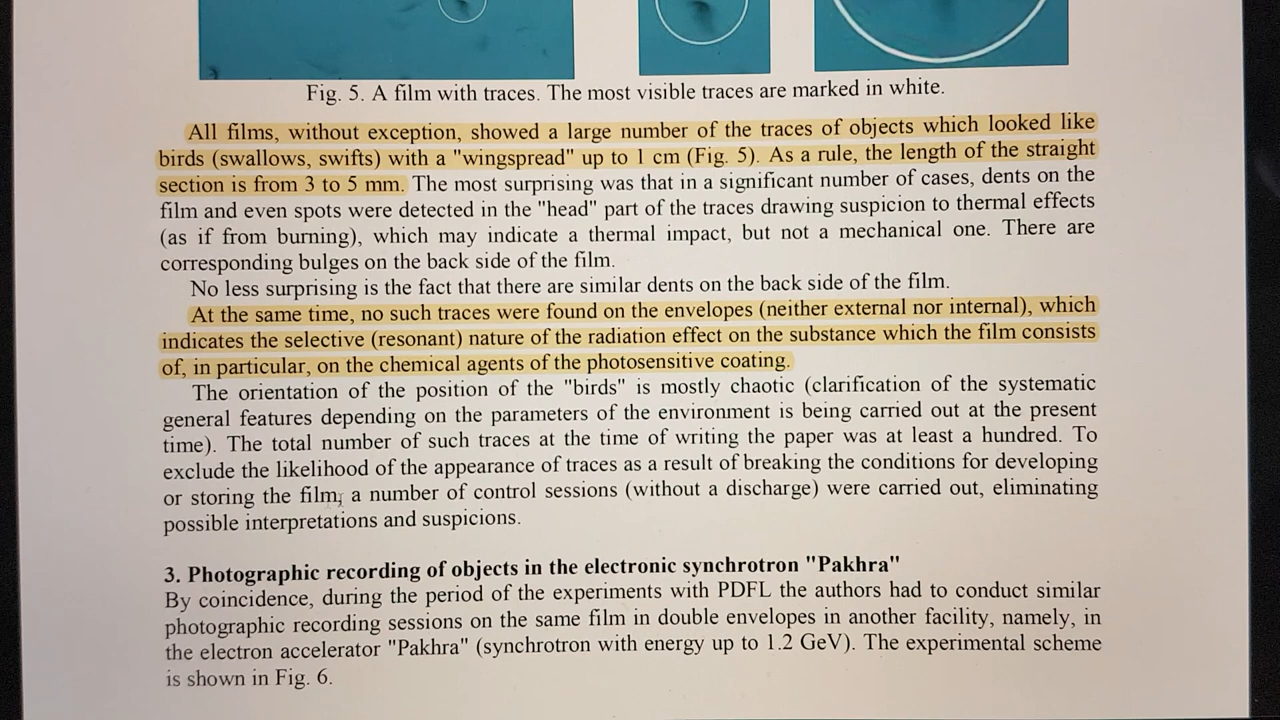 Fig. 5. A film with traces. The most visible traces are marked in white.
All films, without exception, showed a large number of the traces of objects which looked like
birds (swallows, swifts) with a "wingspread" up to 1 cm (Fig. 5). As a rule, the length of the straight
section is from 3 to 5 mm. The most surprising was that in a significant number of cases, dents on the
film and even spots were detected in the "head" part of the traces drawing suspicion to thermal effects
(as if from burning), which may indicate a thermal impact, but not a mechanical one. There are
corresponding bulges on the back side of the film.
No less surprising is the fact that there are similar dents on the back side of the film.
At the same time, no such traces were found on the envelopes (neither external nor internal), which
indicates the selective (resonant) nature of the radiation effect on the substance which the film consists
of, in particular, on the chemical agents of the photosensitive coating.
The orientation of the position of the "birds" is mostly chaotic (clarification of the systematic
general features depending on the parameters of the environment is being carried out at the present
time). The total number of such traces at the time of writing the paper was at least a hundred. To
exclude the likelihood of the appearance of traces as a result of breaking the conditions for developing
or storing the film, a number of control sessions (without a discharge) were carried out, eliminating
possible interpretations and suspicions.
3. Photographic recording of objects in the electronic synchrotron "Pakhra"
By coincidence, during the period of the experiments with PDFL the authors had to conduct similar
photographic recording sessions on the same film in double envelopes in another facility, namely, in
the electron accelerator "Pakhra" (synchrotron with energy up to 1.2 GeV). The experimental scheme
is shown in Fig. 6.